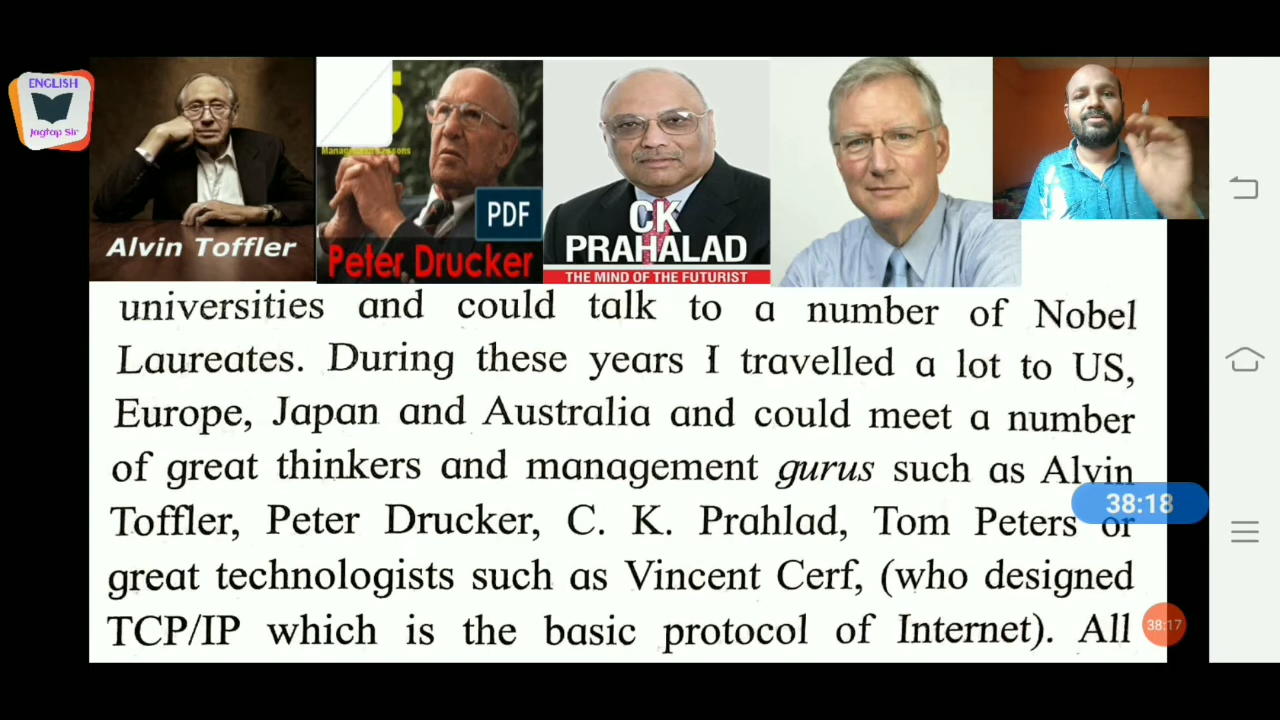 ENGLISH
Jagtap Sir
Alvin Toffler
Management Lessons
PDF
Peter Drucker
CK
PRAHALAD
THE MIND OF THE FUTURIST
universities and could talk to a number of Nobel
Laureates. During these years I travelled a lot to US,
Europe, Japan and Australia and could meet a number
of great thinkers and management gurus such as Alvin
Toffler, Peter Drucker, C. K. Prahlad, Tom Peters or
great technologists such as Vincent Cerf, (who designed
TCP/IP which is the basic protocol of Internet). All
38:18
38:17